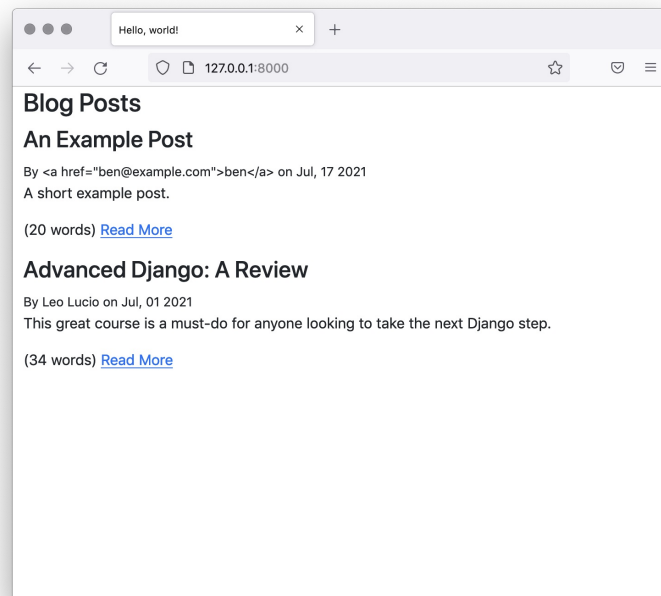 Hello, world!
127.0.0.1:8000
Blog Posts
An Example Post
By <a href="ben@example.com">ben</a> on Jul, 17 2021
A short example post.
(20 words) Read More
Advanced Django: A Review
By Leo Lucio on Jul, 01 2021
This great course is a must-do for anyone looking to take the next Django step.
(34 words) Read More